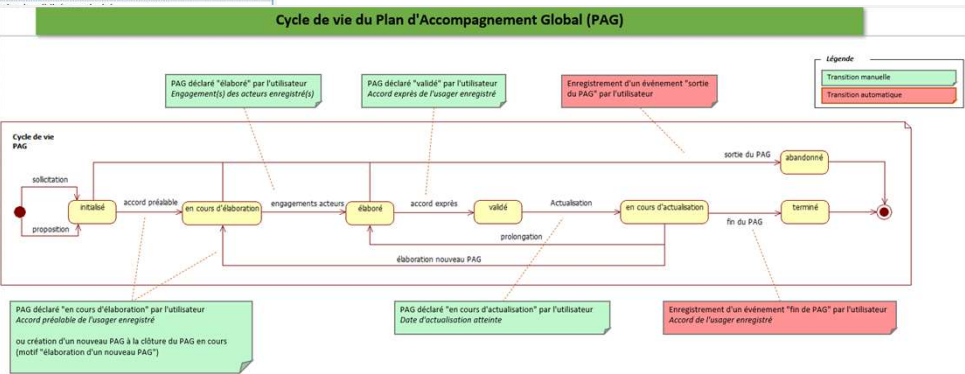 Cycle de vie du Plan d'Accompagnement Global (PAG)
Légende
Transition manuelle
Transition automatique
PAG déclaré "élaboré" par l'utilisateur
Engagement(s) des acteurs enregistré(s)
PAG déclaré "validé" par l'utilisateur
Accord exprès de l'usager enregistré
Enregistrement d'un événement "sortie
du PAG" par l'utilisateur
Cycle de vie
PAG
sortie du PAG
abandonné
sollicitation
initialisé
accord préalable
en cours d'élaboration
engagements acteurs
élaboré
accord exprès
validé
Actualisation
en cours d'actualisation
terminé
proposition
fin du PAG
prolongation
élaboration nouveau PAG
PAG déclaré "en cours d'élaboration" par l'utilisateur
Accord préalable de l'usager enregistré
ou création d'un nouveau PAG à la clôture du PAG en cours
(motif "élaboration d'un nouveau PAG")
PAG déclaré "en cours d'actualisation" par l'utilisateur
Date d'actualisation atteinte
Enregistrement d'un événement "fin de PAG" par l'utilisateur
Accord de l'usager enregistré